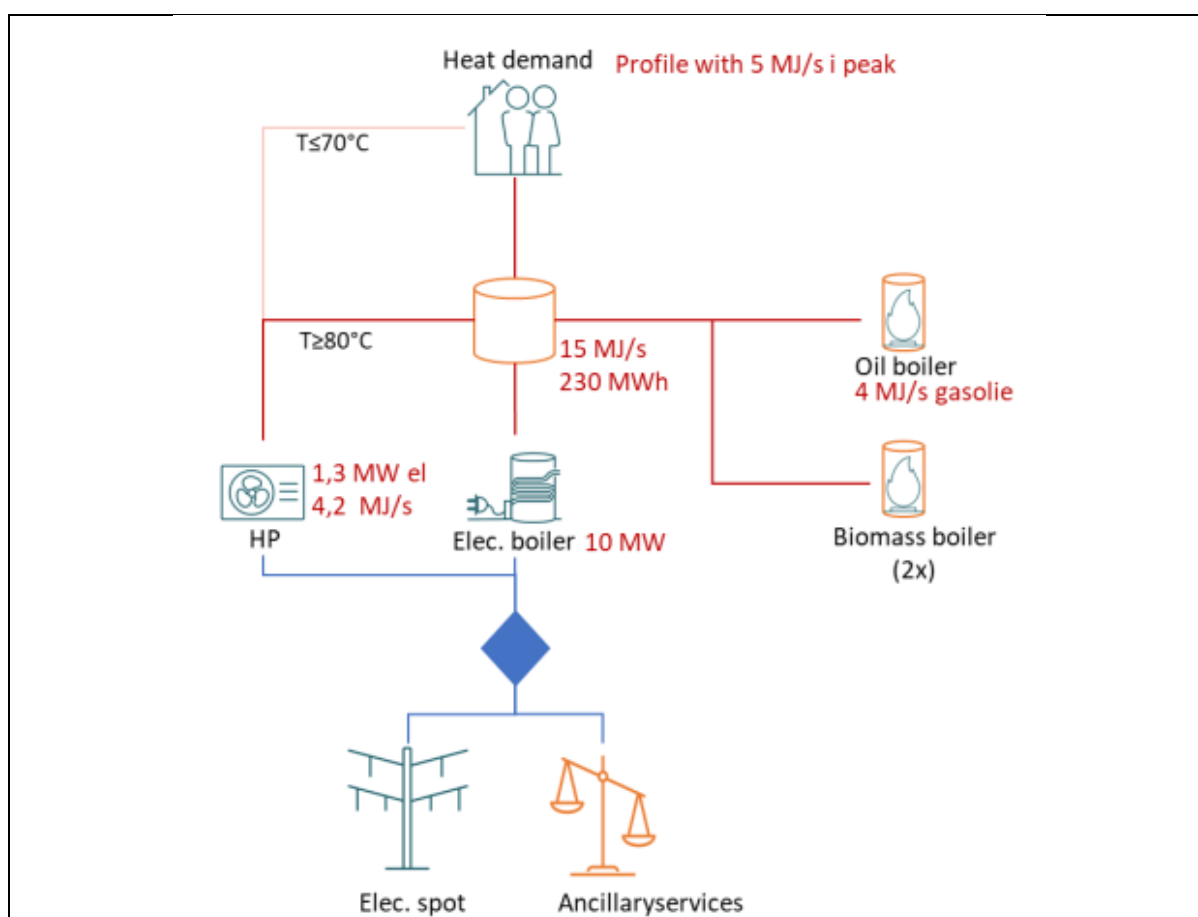 Heat demand
Profile with 5 MJ/s i peak
T≤70°C
T≥80°C
15 MJ/s
230 MWh
Oil boiler
4 MJ/s gasolie
1,3 MW el
4,2 MJ/s
HP
Elec. boiler
10 MW
Biomass boiler
(2x)
Elec. spot
Ancillaryservices